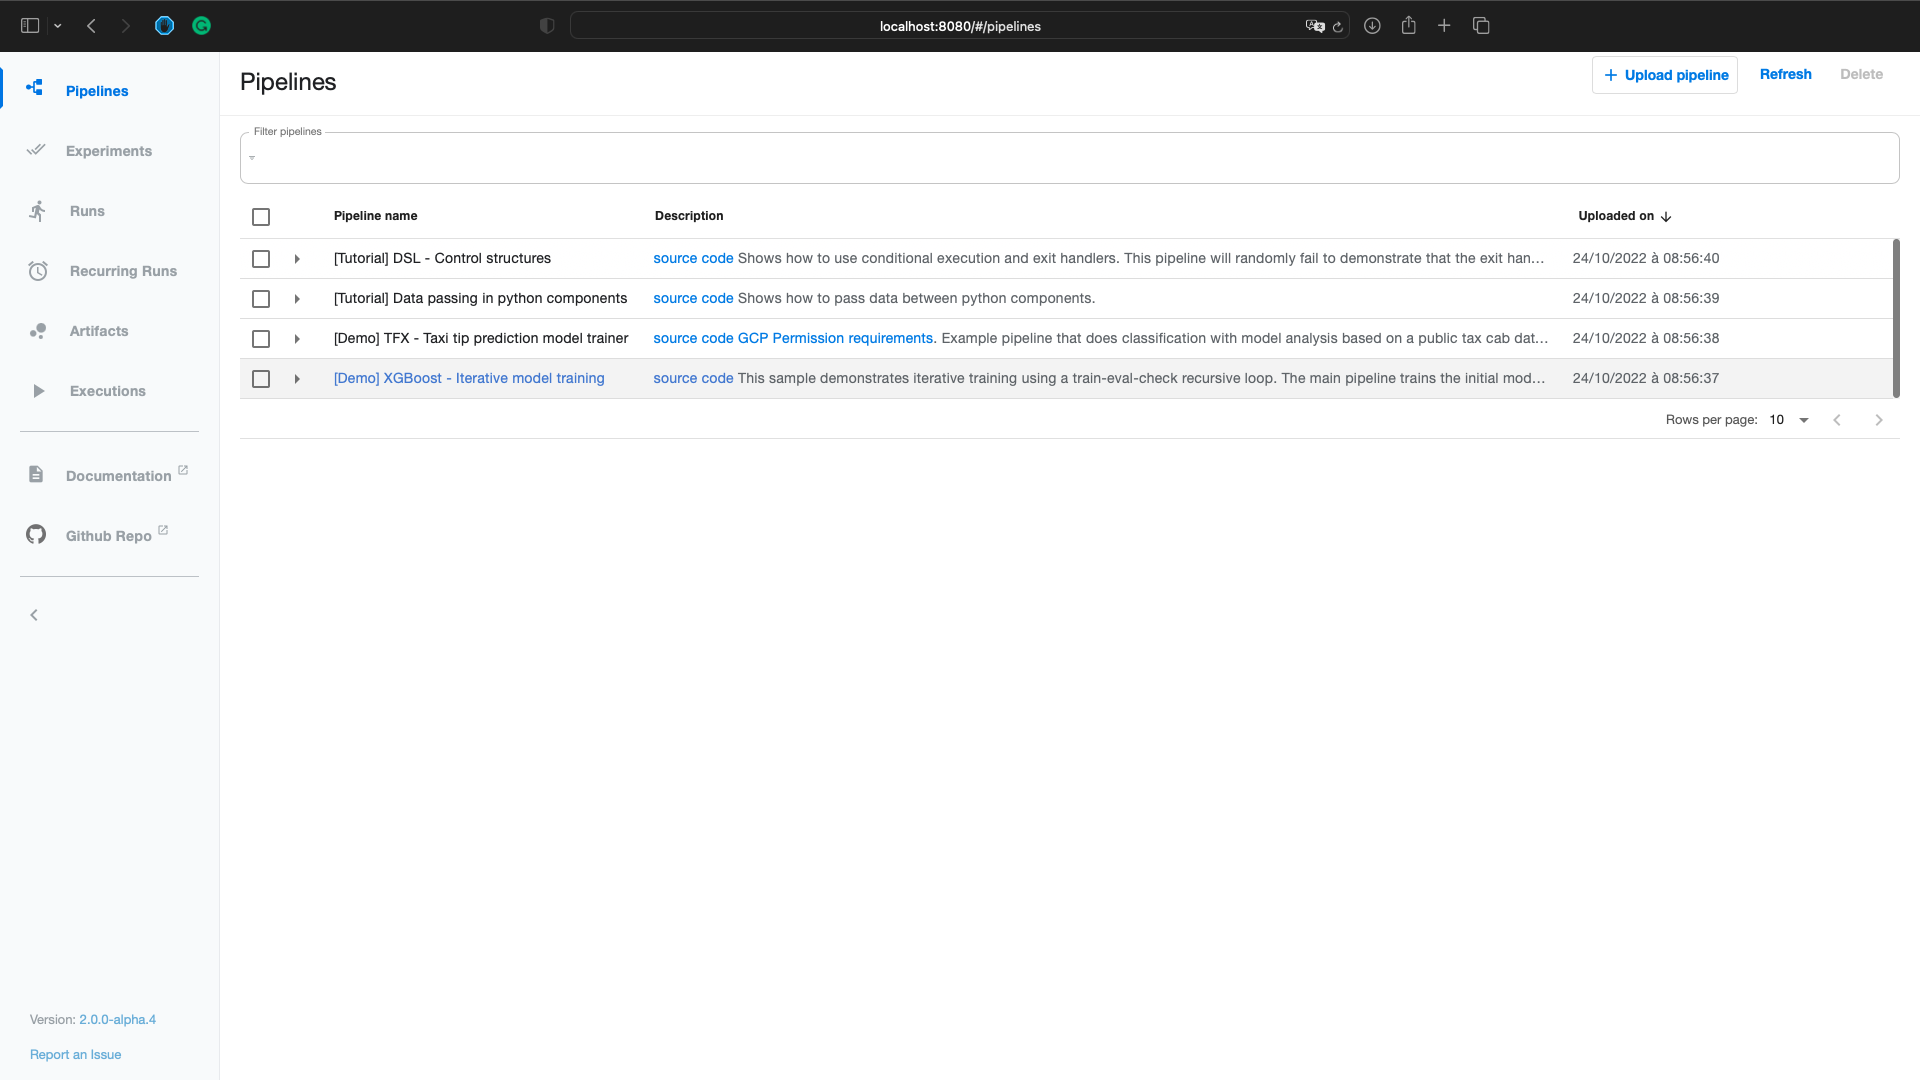 localhost:8080/#/pipelines
Pipelines
Experiments
Runs
Recurring Runs
Artifacts
Executions
Documentation
Github Repo
Version: 2.0.0-alpha.4
Report an Issue
Pipelines
+ Upload pipeline
Refresh
Delete
Filter pipelines
Pipeline name Description Uploaded on
[Tutorial] DSL - Control structures source code Shows how to use conditional execution and exit handlers. This pipeline will randomly fail to demonstrate that the exit han... 24/10/2022 à 08:56:40
[Tutorial] Data passing in python components source code Shows how to pass data between python components. 24/10/2022 à 08:56:39
[Demo] TFX - Taxi tip prediction model trainer source code GCP Permission requirements. Example pipeline that does classification with model analysis based on a public tax cab dat... 24/10/2022 à 08:56:38
[Demo] XGBoost - Iterative model training source code This sample demonstrates iterative training using a train-eval-check recursive loop. The main pipeline trains the initial mod... 24/10/2022 à 08:56:37
Rows per page: 10